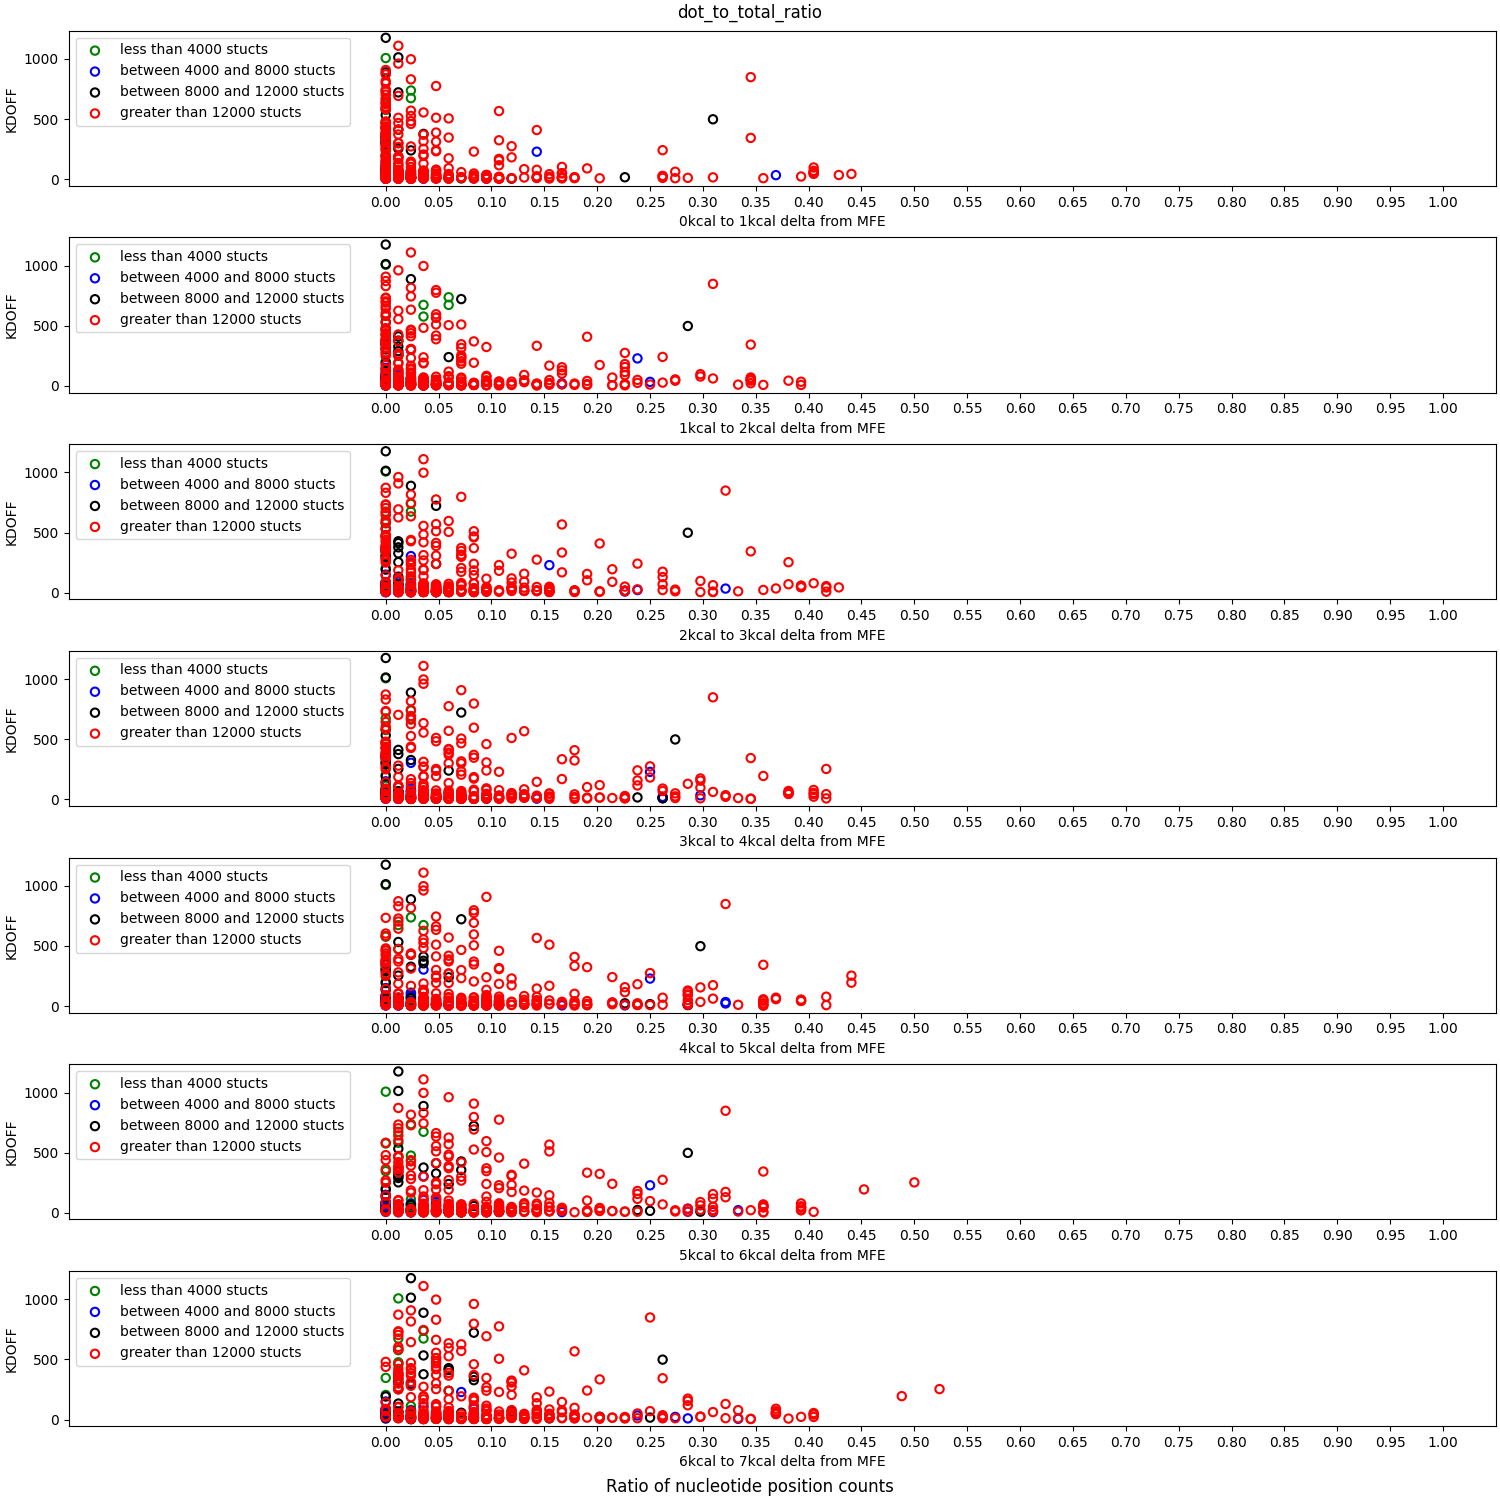 dot_to_total_ratio
less than 4000 stucts
between 4000 and 8000 stucts
between 8000 and 12000 stucts
greater than 12000 stucts
KDOFF
1000
500
0
0.00 0.05 0.10 0.15 0.20 0.25 0.30 0.35 0.40 0.45 0.50 0.55 0.60 0.65 0.70 0.75 0.80 0.85 0.90 0.95 1.00
0kcal to 1kcal delta from MFE
less than 4000 stucts
between 4000 and 8000 stucts
between 8000 and 12000 stucts
greater than 12000 stucts
KDOFF
1000
500
0
0.00 0.05 0.10 0.15 0.20 0.25 0.30 0.35 0.40 0.45 0.50 0.55 0.60 0.65 0.70 0.75 0.80 0.85 0.90 0.95 1.00
1kcal to 2kcal delta from MFE
less than 4000 stucts
between 4000 and 8000 stucts
between 8000 and 12000 stucts
greater than 12000 stucts
KDOFF
1000
500
0
0.00 0.05 0.10 0.15 0.20 0.25 0.30 0.35 0.40 0.45 0.50 0.55 0.60 0.65 0.70 0.75 0.80 0.85 0.90 0.95 1.00
2kcal to 3kcal delta from MFE
less than 4000 stucts
between 4000 and 8000 stucts
between 8000 and 12000 stucts
greater than 12000 stucts
KDOFF
1000
500
0
0.00 0.05 0.10 0.15 0.20 0.25 0.30 0.35 0.40 0.45 0.50 0.55 0.60 0.65 0.70 0.75 0.80 0.85 0.90 0.95 1.00
3kcal to 4kcal delta from MFE
less than 4000 stucts
between 4000 and 8000 stucts
between 8000 and 12000 stucts
greater than 12000 stucts
KDOFF
1000
500
0
0.00 0.05 0.10 0.15 0.20 0.25 0.30 0.35 0.40 0.45 0.50 0.55 0.60 0.65 0.70 0.75 0.80 0.85 0.90 0.95 1.00
4kcal to 5kcal delta from MFE
less than 4000 stucts
between 4000 and 8000 stucts
between 8000 and 12000 stucts
greater than 12000 stucts
KDOFF
1000
500
0
0.00 0.05 0.10 0.15 0.20 0.25 0.30 0.35 0.40 0.45 0.50 0.55 0.60 0.65 0.70 0.75 0.80 0.85 0.90 0.95 1.00
5kcal to 6kcal delta from MFE
less than 4000 stucts
between 4000 and 8000 stucts
between 8000 and 12000 stucts
greater than 12000 stucts
KDOFF
1000
500
0
0.00 0.05 0.10 0.15 0.20 0.25 0.30 0.35 0.40 0.45 0.50 0.55 0.60 0.65 0.70 0.75 0.80 0.85 0.90 0.95 1.00
6kcal to 7kcal delta from MFE
Ratio of nucleotide position counts